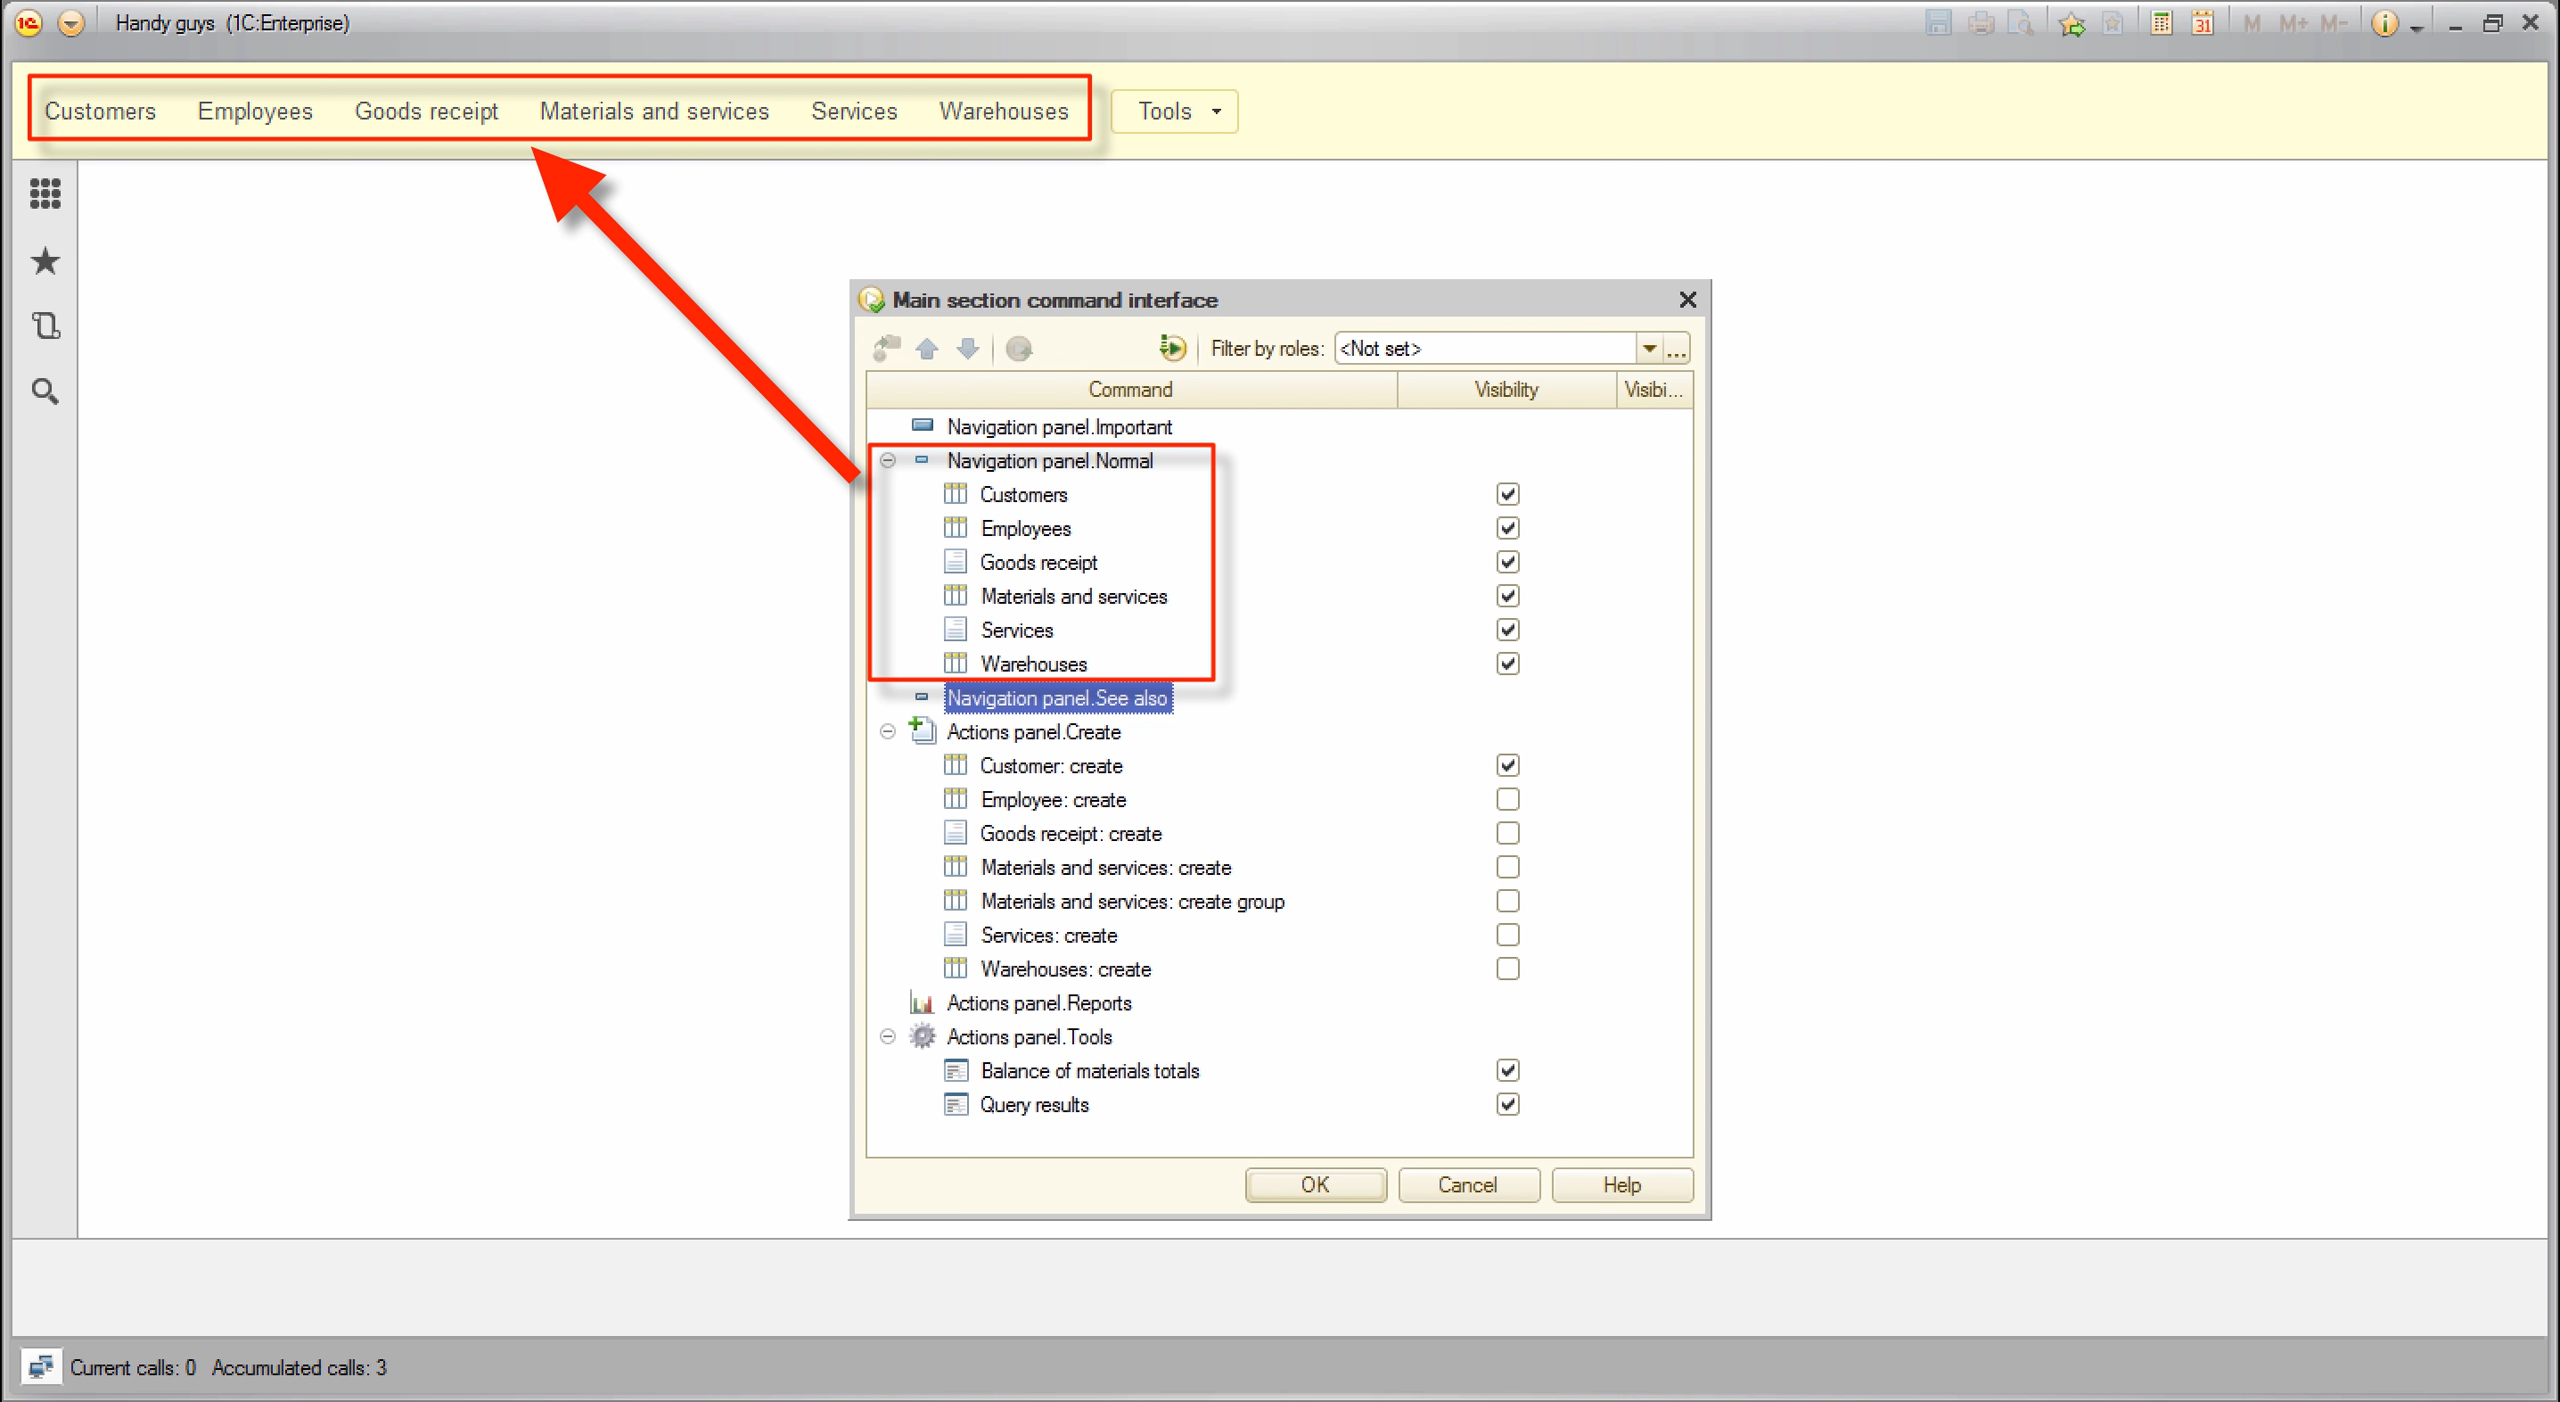 1C Handy guys (1C:Enterprise) 31 M M+ M-
Customers Employees Goods receipt Materials and services Services Warehouses Tools
Main section command interface
Filter by roles: <Not set> ...
Command Visibility Visibi...
Navigation panel.Important
Navigation panel.Normal
Customers
Employees
Goods receipt
Materials and services
Services
Warehouses
Navigation panel.See also
Actions panel.Create
Customer: create
Employee: create
Goods receipt: create
Materials and services: create
Materials and services: create group
Services: create
Warehouses: create
Actions panel.Reports
Actions panel.Tools
Balance of materials totals
Query results
OK Cancel Help
Current calls: 0 Accumulated calls: 3